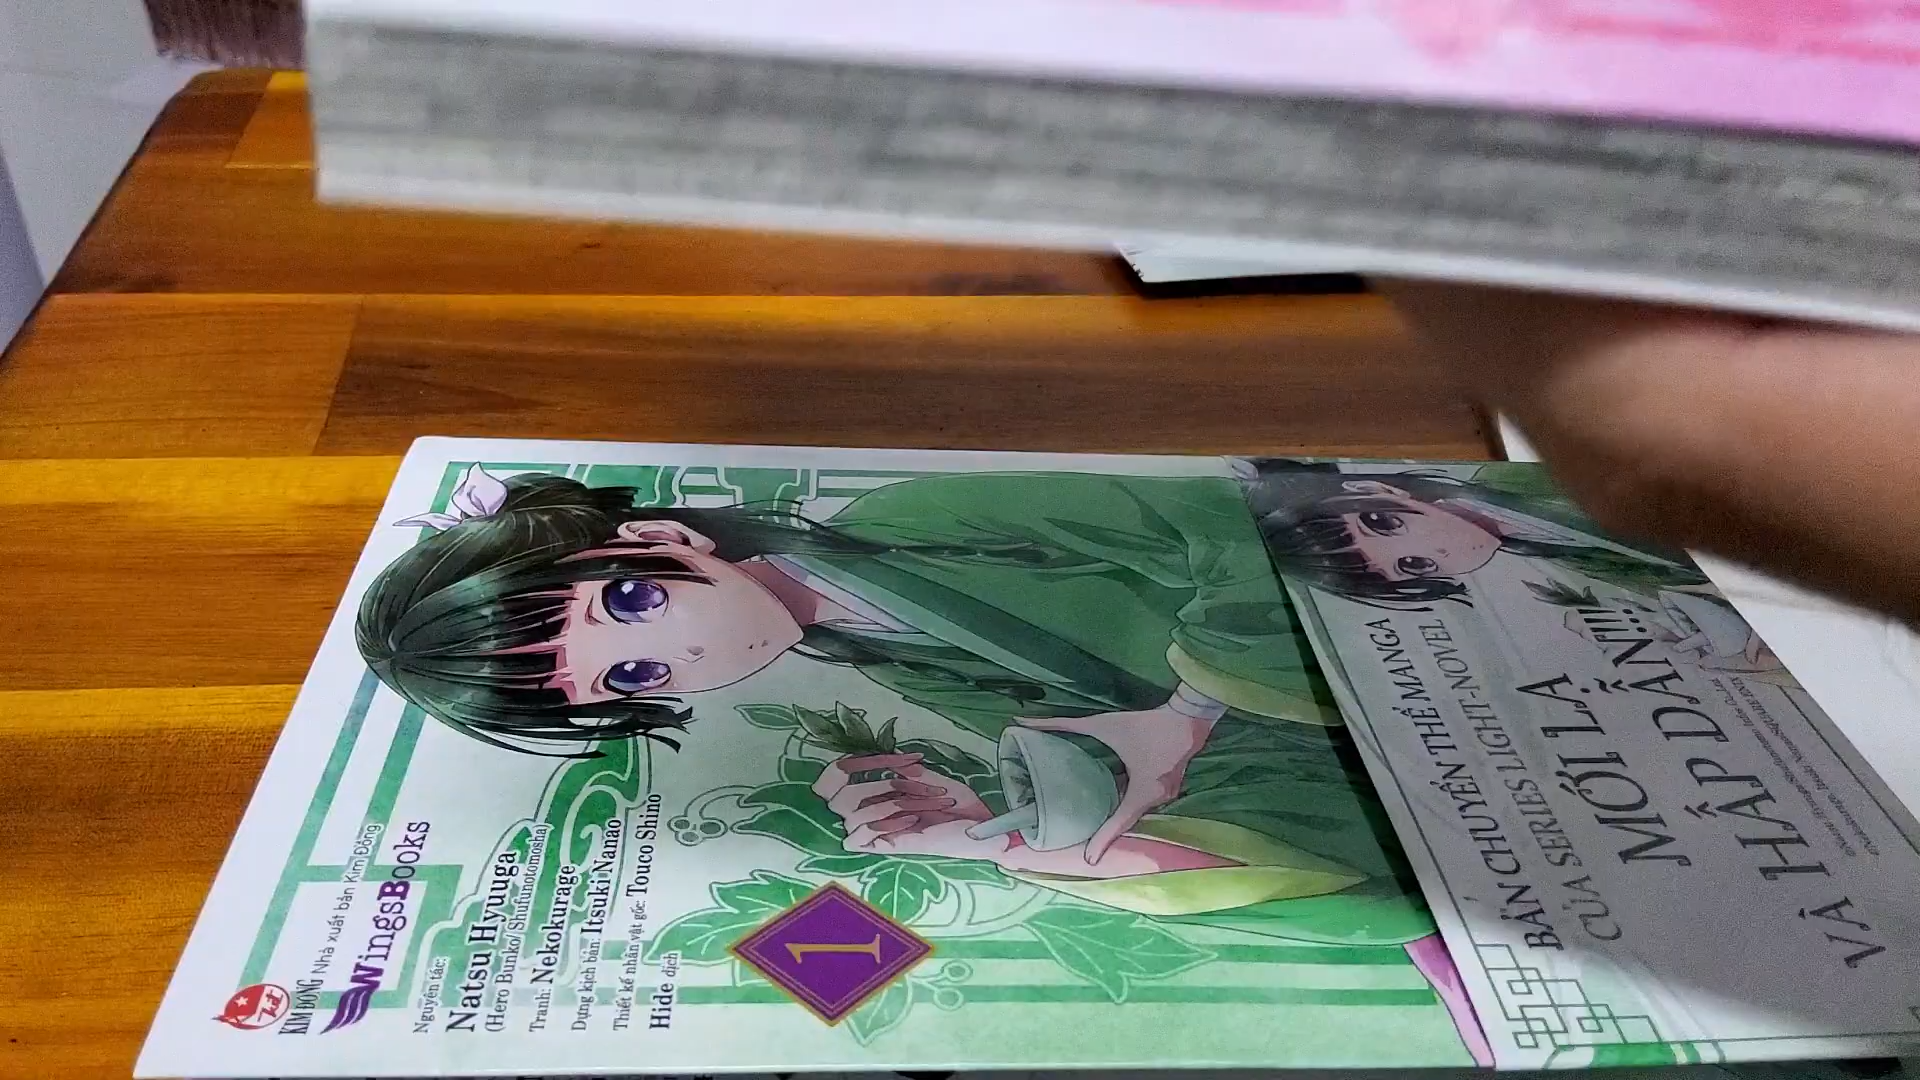 KIM ĐỒNG
Nhà xuất bản Kim Đồng
WingsBooks
Nguyên tác:
Natsu Hyuuga
(Hero Bunko/Shufunotomosha)
Tranh: Nekokurage
Dựng kịch bản: Itsuki Nanao
Thiết kế nhân vật gốc: Touco Shino
Hide dịch
1
BẢN CHUYỂN THỂ MANGA
CỦA SERIES LIGHT-NOVEL
MỚI LẠ
VÀ HẤP DẪN!!!